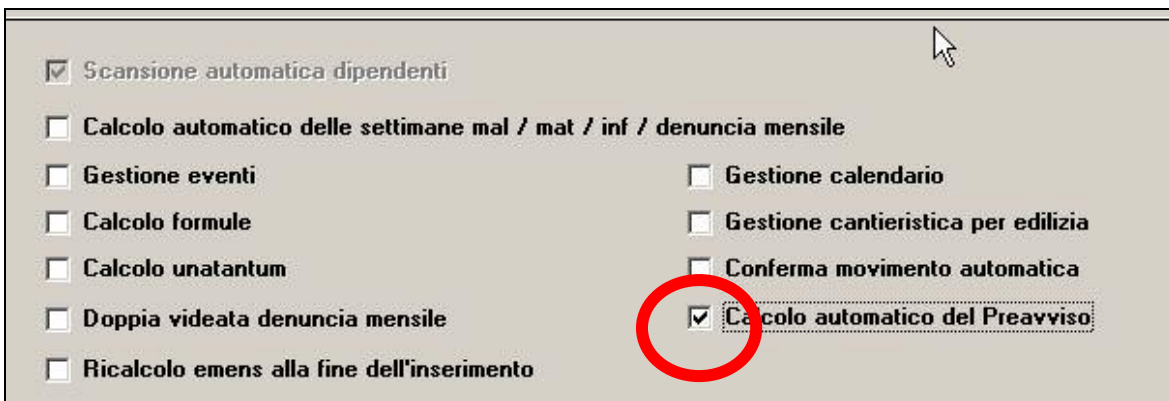 Scansione automatica dipendenti
Calcolo automatico delle settimane mal / mat / inf / denuncia mensile
Gestione eventi
Gestione calendario
Calcolo formule
Gestione cantieristica per edilizia
Calcolo unatantum
Conferma movimento automatica
Doppia videata denuncia mensile
Calcolo automatico del Preavviso
Ricalcolo emens alla fine dell'inserimento